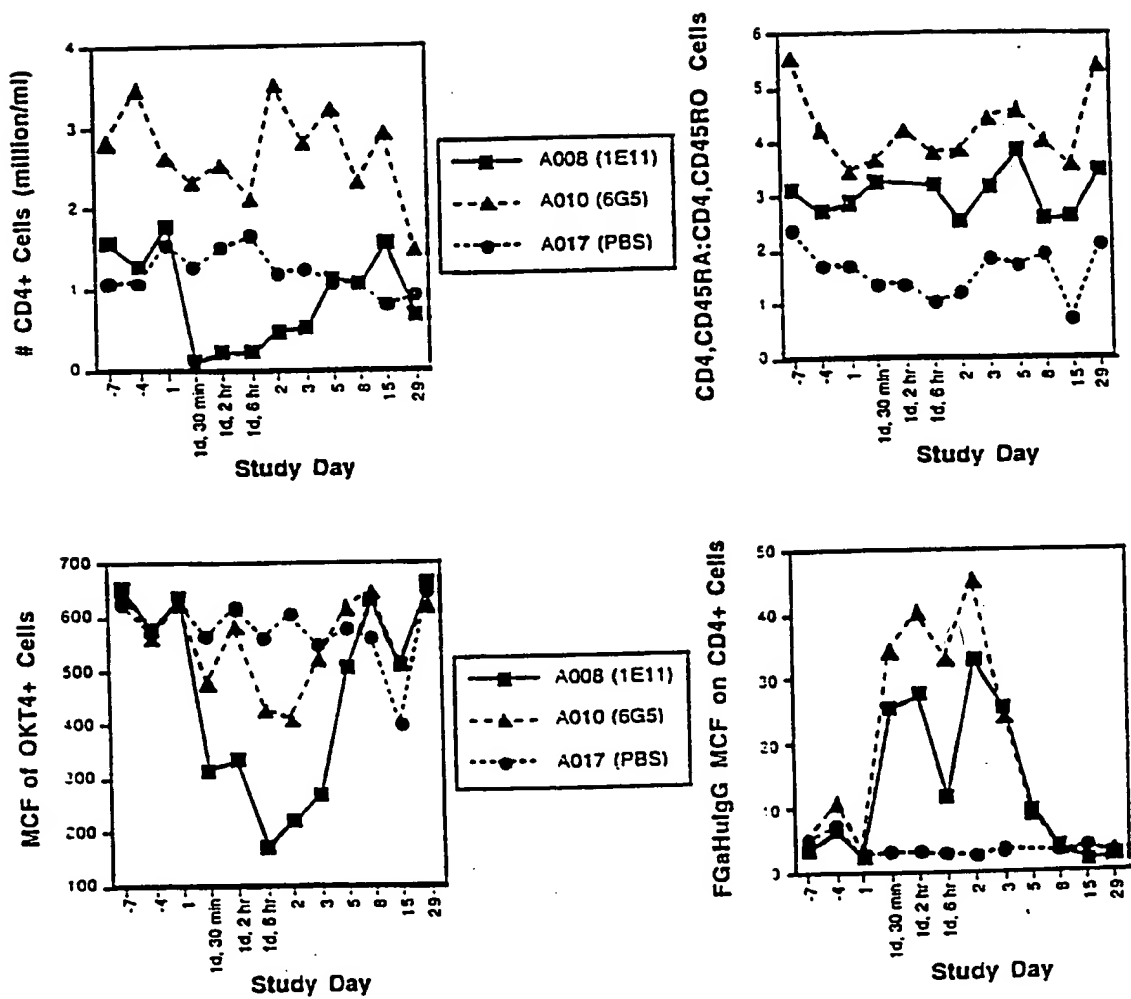 # CD4+ Cells (million/ml)
4
3
2
1
0
-7
-4
1
1d, 30 min
1d, 2 hr
1d, 6 hr
2
3
5
8
15
29
Study Day
A008 (1E11)
A010 (6G5)
A017 (PBS)
CD4,CD45RA:CD4,CD45RO Cells
6
5
4
3
2
1
0
-7
-4
1
1d, 30 min
1d, 2 hr
1d, 6 hr
2
3
5
8
15
29
Study Day
MCF of OKT4+ Cells
700
600
500
400
300
200
100
-7
-4
1
1d, 30 min
1d, 2 hr
1d, 6 hr
2
3
5
8
15
29
Study Day
A008 (1E11)
A010 (6G5)
A017 (PBS)
FGaHuIgG MCF on CD4+ Cells
50
40
30
20
10
0
-7
-4
1
1d, 30 min
1d, 2 hr
1d, 6 hr
2
3
5
8
15
29
Study Day